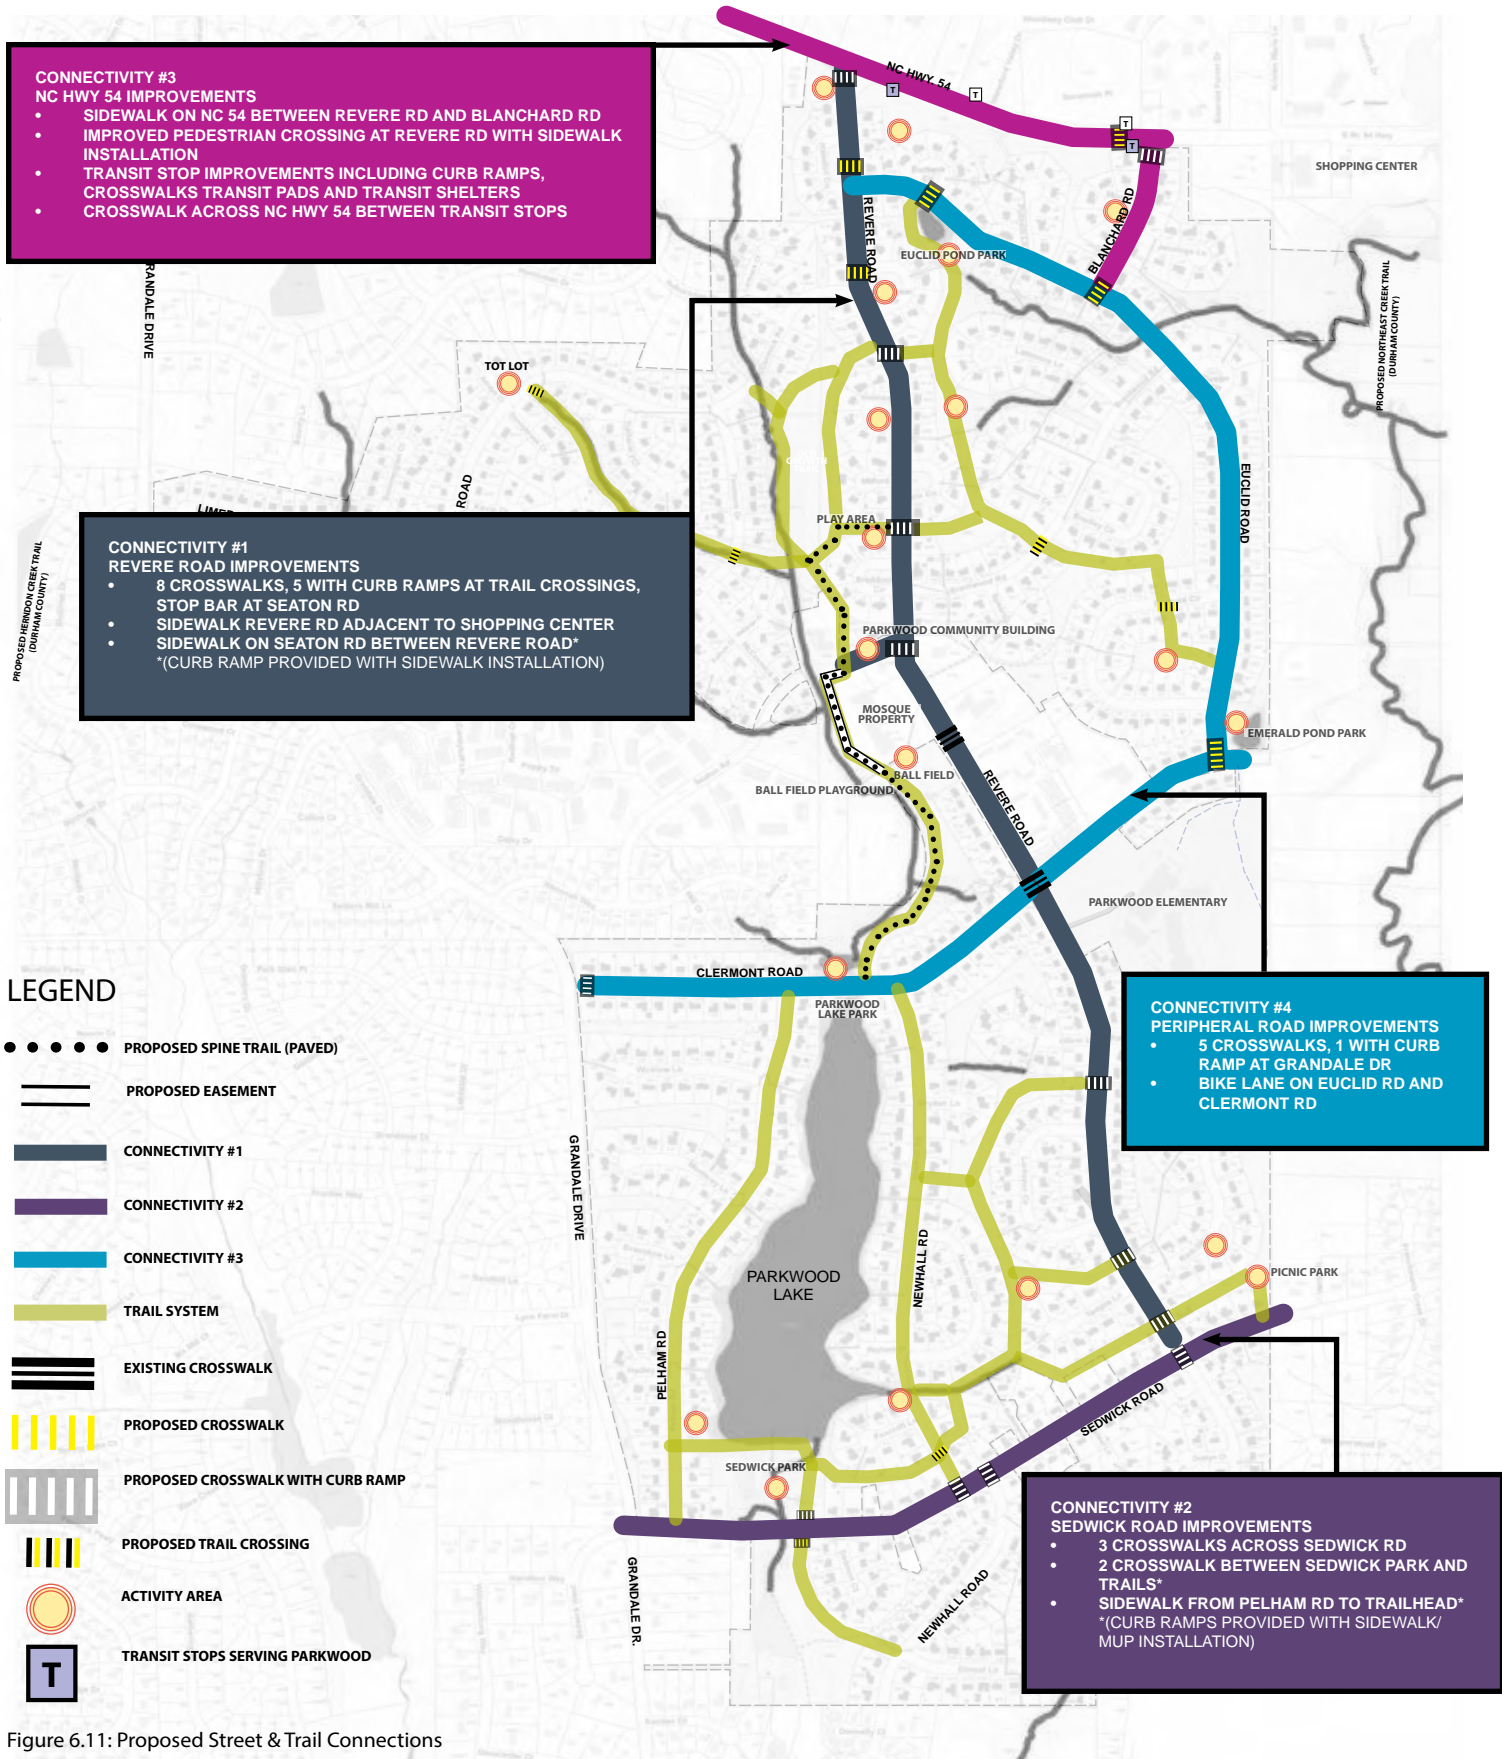 CONNECTIVITY #3
NC HWY 54 IMPROVEMENTS
• SIDEWALK ON NC 54 BETWEEN REVERE RD AND BLANCHARD RD
• IMPROVED PEDESTRIAN CROSSING AT REVERE RD WITH SIDEWALK
INSTALLATION
• TRANSIT STOP IMPROVEMENTS INCLUDING CURB RAMPS,
CROSSWALKS TRANSIT PADS AND TRANSIT SHELTERS
• CROSSWALK ACROSS NC HWY 54 BETWEEN TRANSIT STOPS
NC HWY. 54
T
T
T
T
SHOPPING CENTER
REVERE ROAD
BLANCHARD RD
EUCLID POND PARK
RANDALE DRIVE
PROPOSED NORTHEAST CREEK TRAIL
(DURHAM COUNTY)
TOT LOT
ROAD
EUCLID ROAD
PLAY AREA
PROPOSED HERNDON CREEK TRAIL
(DURHAM COUNTY)
CONNECTIVITY #1
REVERE ROAD IMPROVEMENTS
• 8 CROSSWALKS, 5 WITH CURB RAMPS AT TRAIL CROSSINGS,
STOP BAR AT SEATON RD
• SIDEWALK REVERE RD ADJACENT TO SHOPPING CENTER
• SIDEWALK ON SEATON RD BETWEEN REVERE ROAD*
*(CURB RAMP PROVIDED WITH SIDEWALK INSTALLATION)
PARKWOOD COMMUNITY BUILDING
MOSQUE
PROPERTY
EMERALD POND PARK
BALL FIELD
BALL FIELD PLAYGROUND
REVERE ROAD
PARKWOOD ELEMENTARY
CLERMONT ROAD
PARKWOOD
LAKE PARK
CONNECTIVITY #4
PERIPHERAL ROAD IMPROVEMENTS
• 5 CROSSWALKS, 1 WITH CURB
RAMP AT GRANDALE DR
• BIKE LANE ON EUCLID RD AND
CLERMONT RD
LEGEND
PROPOSED SPINE TRAIL (PAVED)
PROPOSED EASEMENT
CONNECTIVITY #1
CONNECTIVITY #2
CONNECTIVITY #3
TRAIL SYSTEM
EXISTING CROSSWALK
PROPOSED CROSSWALK
PROPOSED CROSSWALK WITH CURB RAMP
PROPOSED TRAIL CROSSING
ACTIVITY AREA
T
TRANSIT STOPS SERVING PARKWOOD
GRANDALE DRIVE
NEWHALL RD
PARKWOOD
LAKE
PICNIC PARK
PELHAM RD
SEDWICK ROAD
SEDWICK PARK
GRANDALE DR.
NEWHALL ROAD
CONNECTIVITY #2
SEDWICK ROAD IMPROVEMENTS
• 3 CROSSWALKS ACROSS SEDWICK RD
• 2 CROSSWALK BETWEEN SEDWICK PARK AND
TRAILS*
• SIDEWALK FROM PELHAM RD TO TRAILHEAD*
*(CURB RAMPS PROVIDED WITH SIDEWALK/
MUP INSTALLATION)
Figure 6.11: Proposed Street & Trail Connections